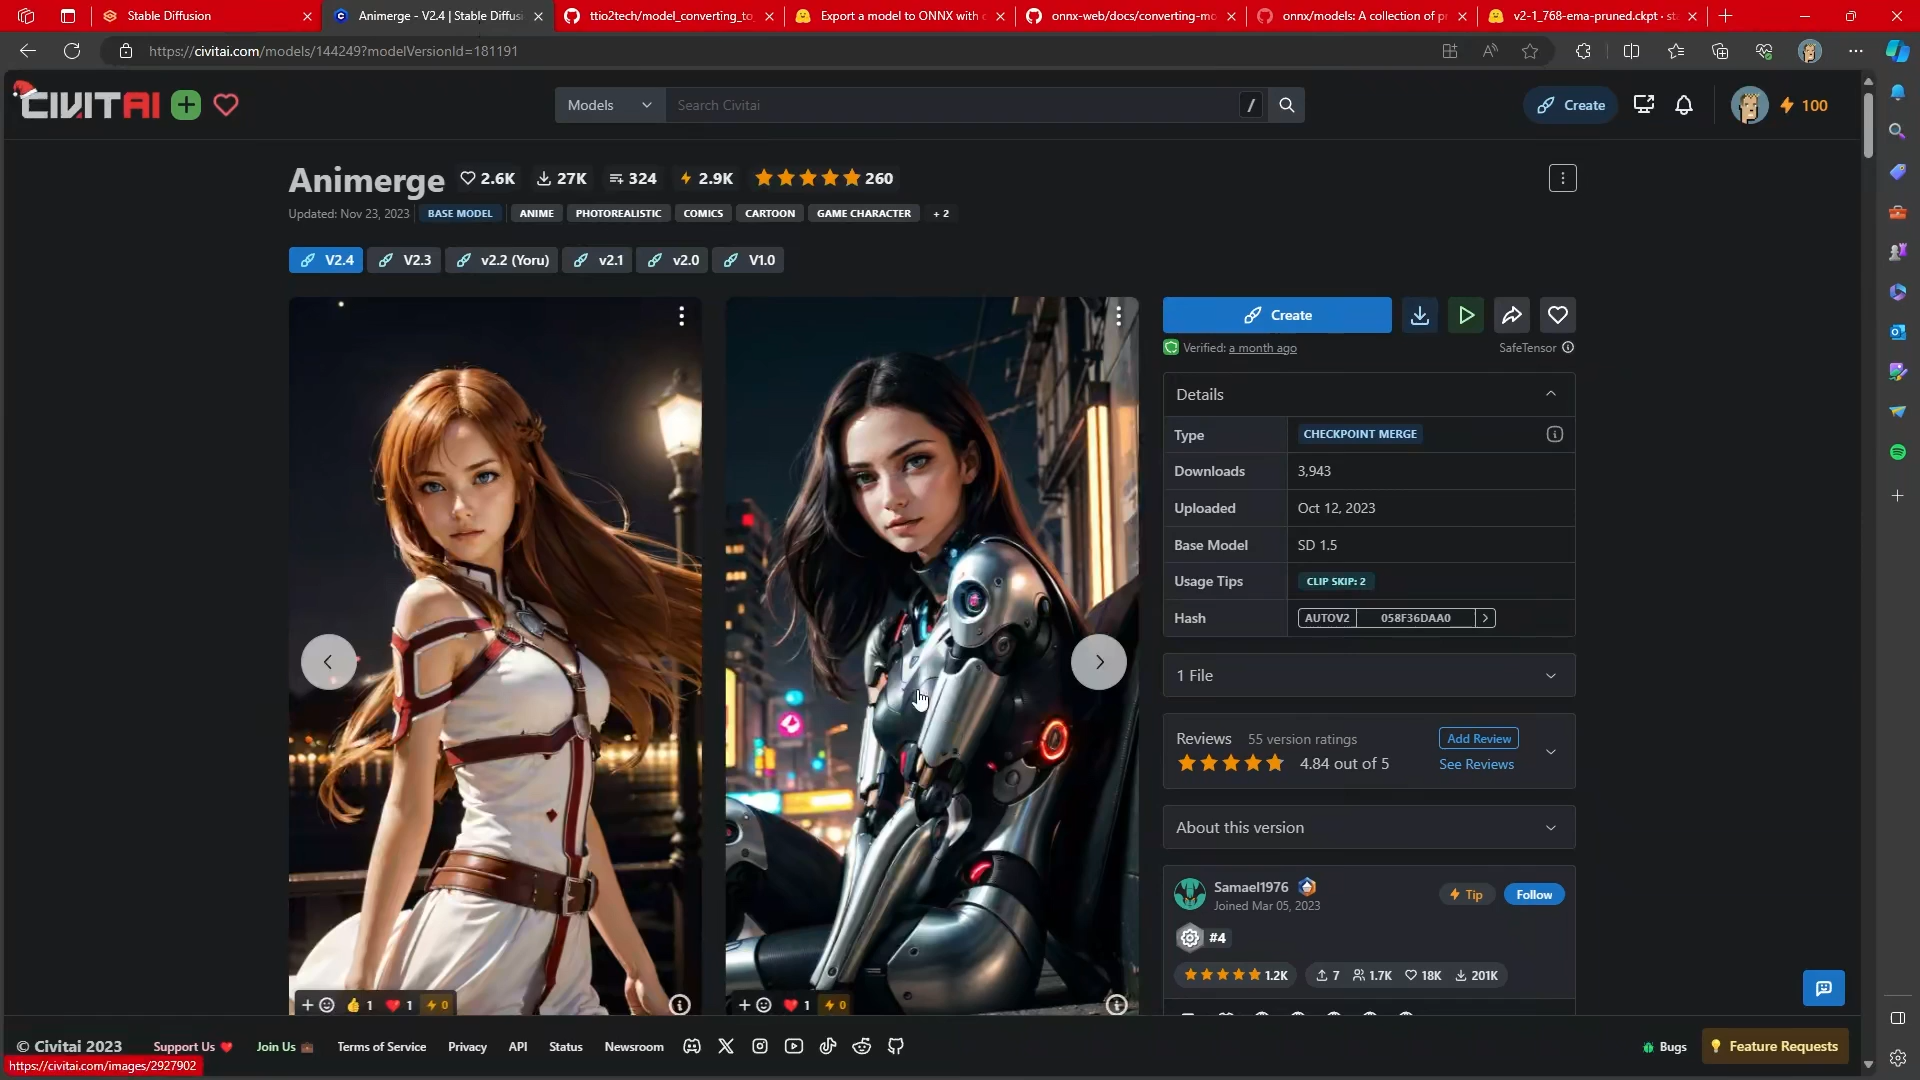 Stable Diffusion
Animerge - V2.4 | Stable Diffusi
ttio2tech/model_converting_to
Export a model to ONNX with
onnx-web/docs/converting-mo
onnx/models: A collection of p
v2-1_768-ema-pruned.ckpt · st
https://civitai.com/models/144249?modelVersionId=181191
CIVITAI
Models
Search Civitai
/
Create
100
Animerge
2.6K
27K
324
2.9K
260
Updated: Nov 23, 2023
BASE MODEL
ANIME
PHOTOREALISTIC
COMICS
CARTOON
GAME CHARACTER
+ 2
V2.4
V2.3
v2.2 (Yoru)
v2.1
v2.0
V1.0
Create
Verified: a month ago
SafeTensor
Details
Type
CHECKPOINT MERGE
Downloads
3,943
Uploaded
Oct 12, 2023
Base Model
SD 1.5
Usage Tips
CLIP SKIP: 2
Hash
AUTOV2
058F36DAA0
1 File
Reviews
55 version ratings
Add Review
4.84 out of 5
See Reviews
About this version
Samael1976
Joined Mar 05, 2023
Tip
Follow
#4
1.2K
7
1.7K
18K
201K
1
1
0
1
0
© Civitai 2023
Support Us
Join Us
Terms of Service
Privacy
API
Status
Newsroom
Bugs
Feature Requests
https://civitai.com/images/2927902